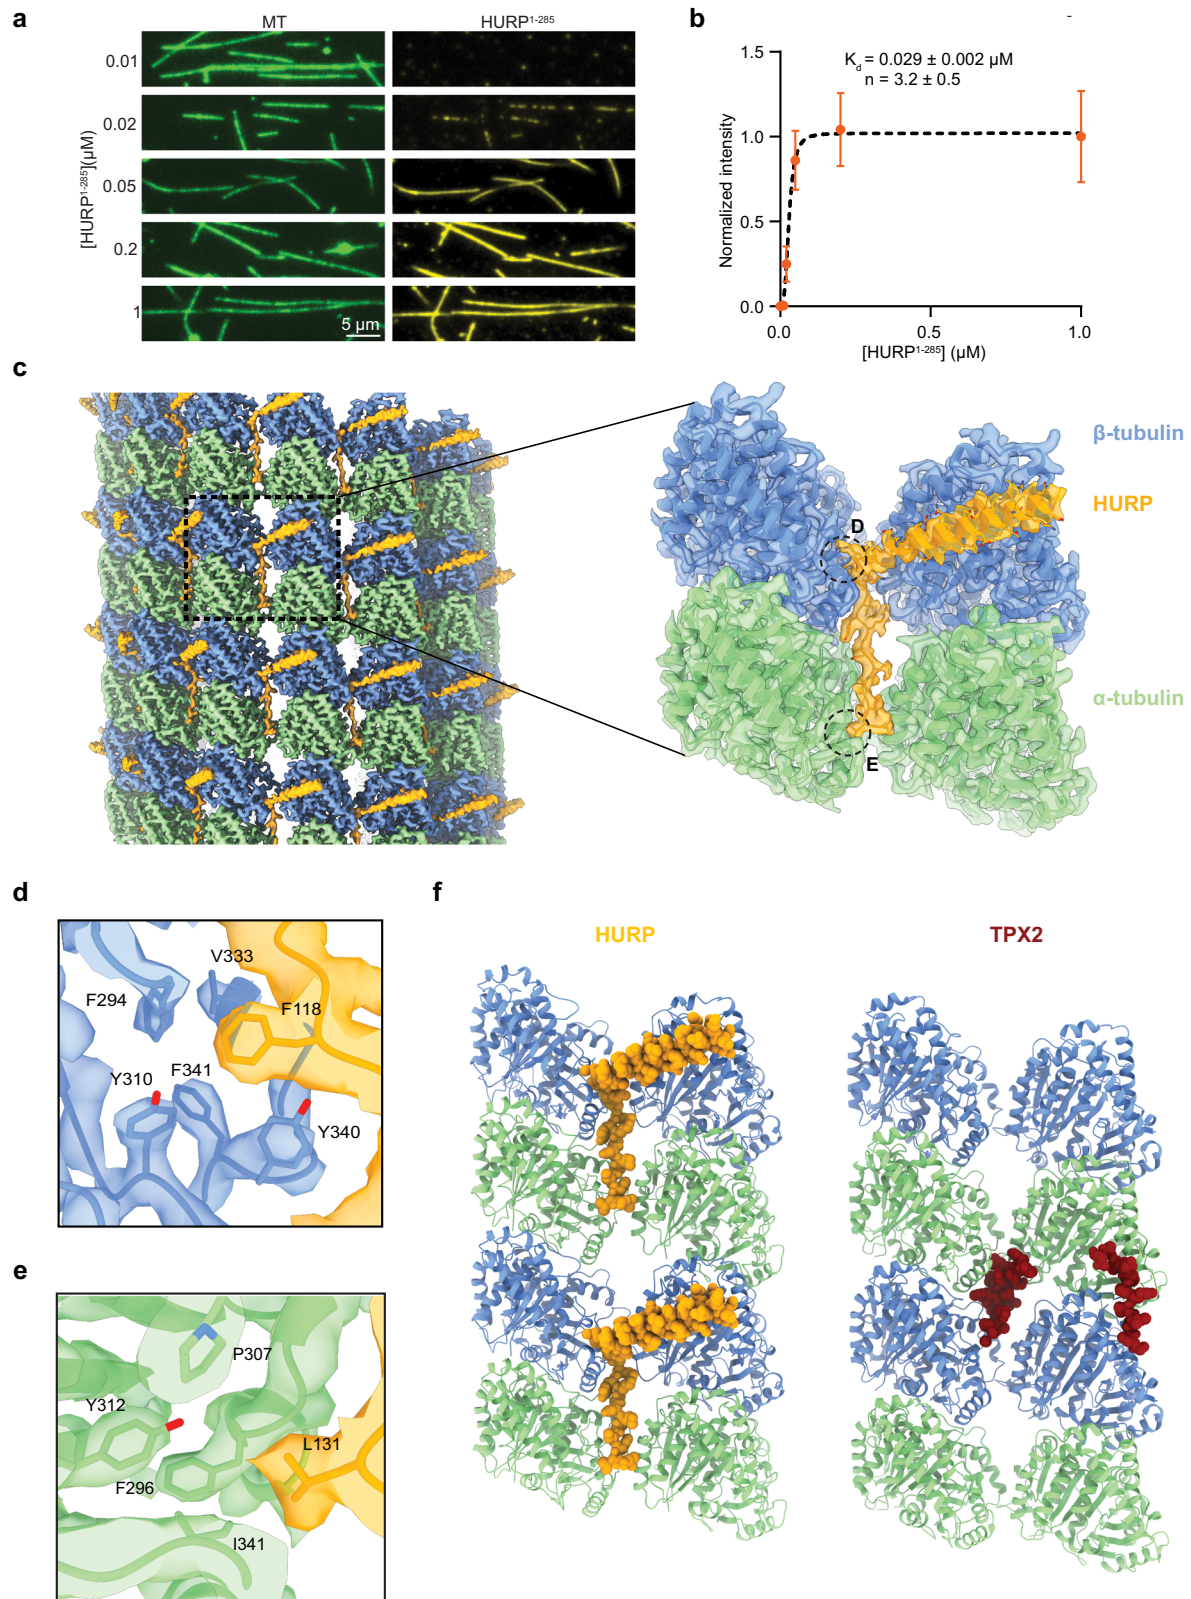 a
MT
HURP¹⁻²⁸⁵
[HURP¹⁻²⁸⁵](µM)
0.01
0.02
0.05
0.2
1
5 µm
b
-
Normalized intensity
1.5
1.0
0.5
0.0
K_d = 0.029 ± 0.002 µM
n = 3.2 ± 0.5
0.0
0.5
1.0
[HURP¹⁻²⁸⁵] (µM)
c
β-tubulin
HURP
α-tubulin
D
E
d
V333
F294
F118
Y310
F341
Y340
e
P307
Y312
L131
F296
I341
f
HURP
TPX2